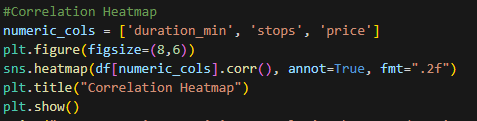 #Correlation Heatmap
numeric_cols = ['duration_min', 'stops', 'price']
plt.figure(figsize=(8,6))
sns.heatmap(df[numeric_cols].corr(), annot=True, fmt=".2f")
plt.title("Correlation Heatmap")
plt.show()